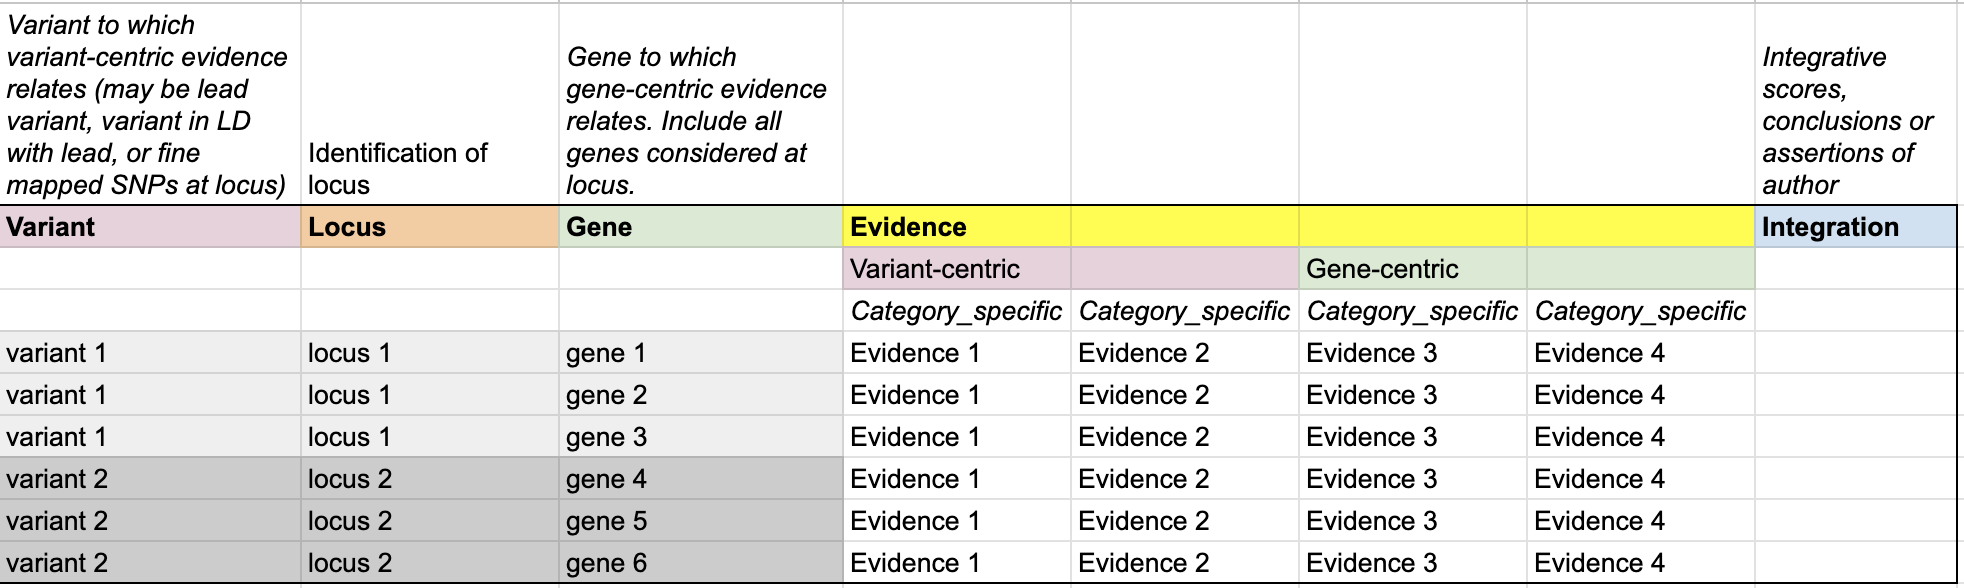 Variant to which
variant-centric evidence
relates (may be lead
variant, variant in LD
with lead, or fine
mapped SNPs at locus)
Identification of
locus
Gene to which
gene-centric evidence
relates. Include all
genes considered at
locus.
Integrative
scores,
conclusions or
assertions of
author
Variant Locus Gene Evidence Integration
Variant-centric Gene-centric
Category_specific Category_specific Category_specific Category_specific
variant 1 locus 1 gene 1 Evidence 1 Evidence 2 Evidence 3 Evidence 4
variant 1 locus 1 gene 2 Evidence 1 Evidence 2 Evidence 3 Evidence 4
variant 1 locus 1 gene 3 Evidence 1 Evidence 2 Evidence 3 Evidence 4
variant 2 locus 2 gene 4 Evidence 1 Evidence 2 Evidence 3 Evidence 4
variant 2 locus 2 gene 5 Evidence 1 Evidence 2 Evidence 3 Evidence 4
variant 2 locus 2 gene 6 Evidence 1 Evidence 2 Evidence 3 Evidence 4